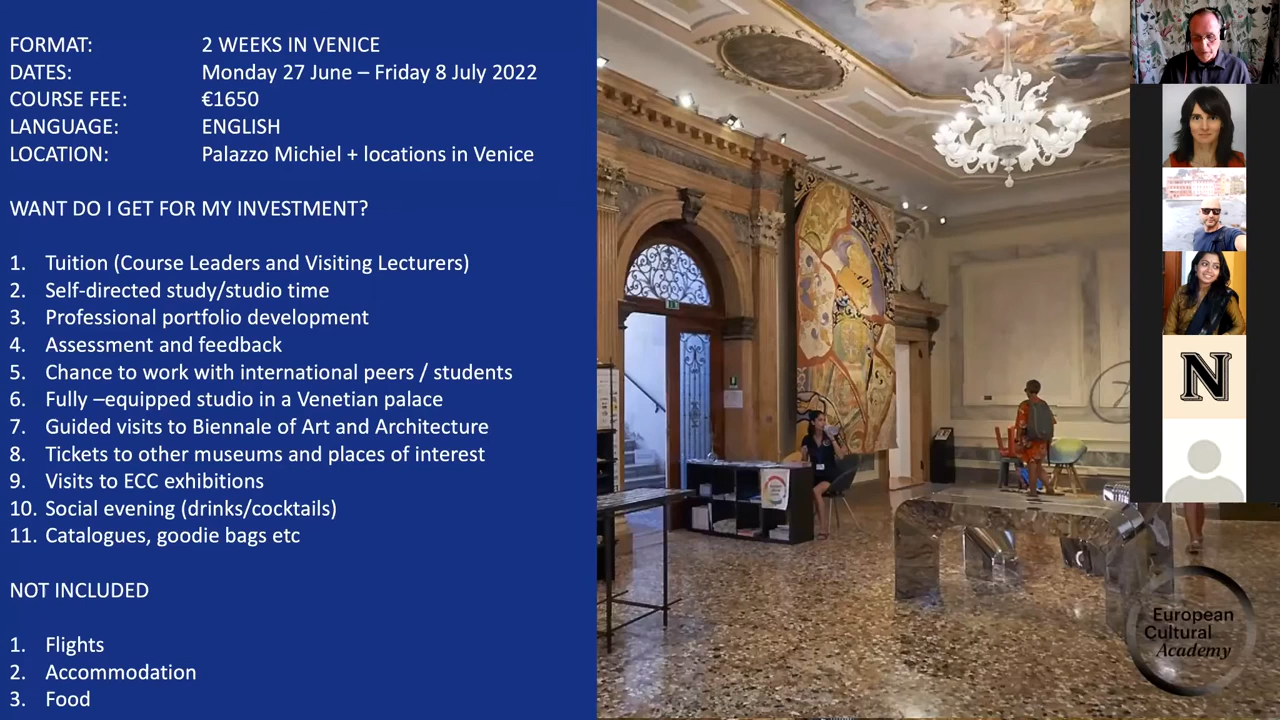 FORMAT: 2 WEEKS IN VENICE
DATES: Monday 27 June – Friday 8 July 2022
COURSE FEE: €1650
LANGUAGE: ENGLISH
LOCATION: Palazzo Michiel + locations in Venice
WANT DO I GET FOR MY INVESTMENT?
1. Tuition (Course Leaders and Visiting Lecturers)
2. Self-directed study/studio time
3. Professional portfolio development
4. Assessment and feedback
5. Chance to work with international peers / students
6. Fully –equipped studio in a Venetian palace
7. Guided visits to Biennale of Art and Architecture
8. Tickets to other museums and places of interest
9. Visits to ECC exhibitions
10. Social evening (drinks/cocktails)
11. Catalogues, goodie bags etc
NOT INCLUDED
1. Flights
2. Accommodation
3. Food
N
European
Cultural
Academy